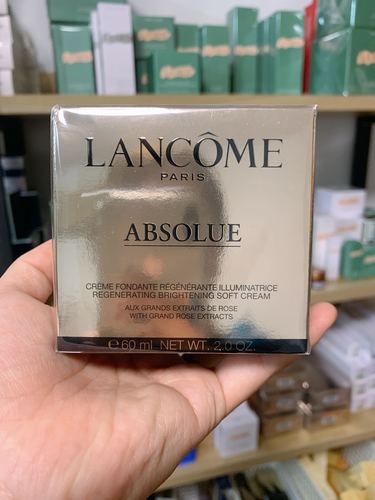 LANCÔME
PARIS
ABSOLUE
CRÈME FONDANTE RÉGÉNÉRANTE ILLUMINATRICE
REGENERATING BRIGHTENING SOFT CREAM
AUX GRANDS EXTRAITS DE ROSE
WITH GRAND ROSE EXTRACTS
e 60 ml NET WT. 2.0 OZ.